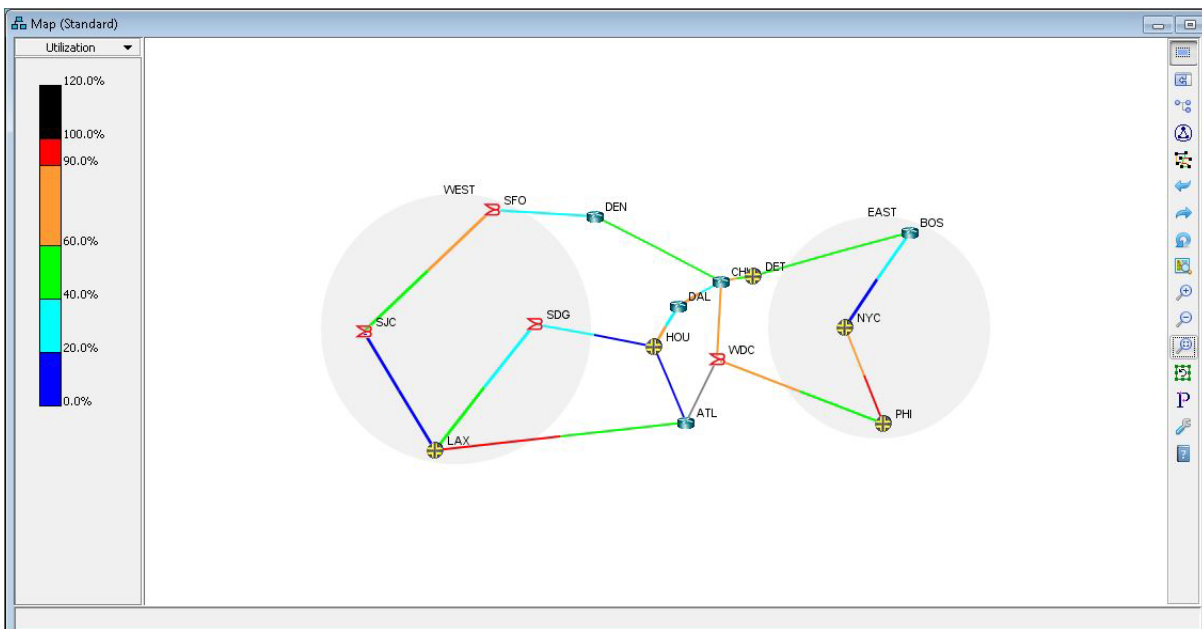 Map (Standard)
Utilization
120.0%
100.0%
90.0%
60.0%
40.0%
20.0%
0.0%
WEST
SFO
DEN
EAST
BOS
DET
DAL
SDG
SJC
HOU
NYC
WDC
ATL
PHI
LAX
P
?